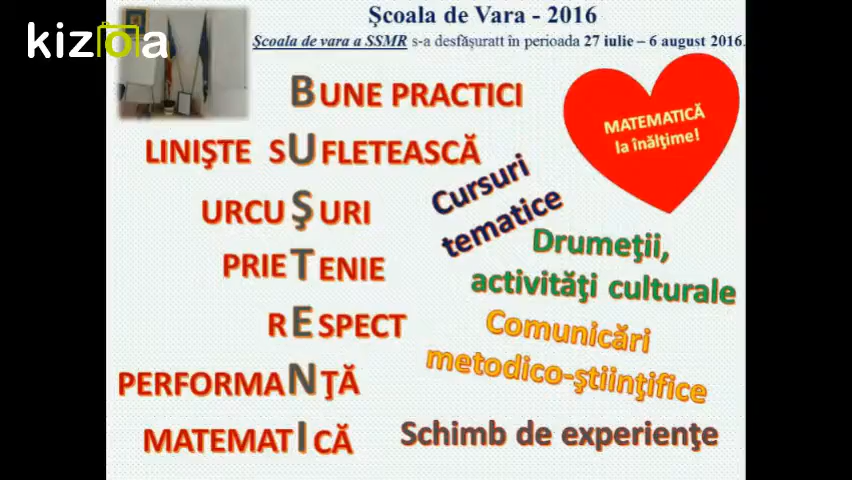 Şcoala de Vara - 2016
kizoa
Şcoala de vara a SSMR s-a desfăşuratt în perioada 27 iulie – 6 august 2016.
BUNE PRACTICI
MATEMATICĂ
la înălţime!
LINIŞTE SUFLETEASCĂ
Cursuri
tematice
URCUŞURI
Drumeţii,
activităţi culturale
PRIETENIE
RESPECT
Comunicări
metodico-ştiinţifice
PERFORMANŢĂ
MATEMATICĂ
Schimb de experienţe